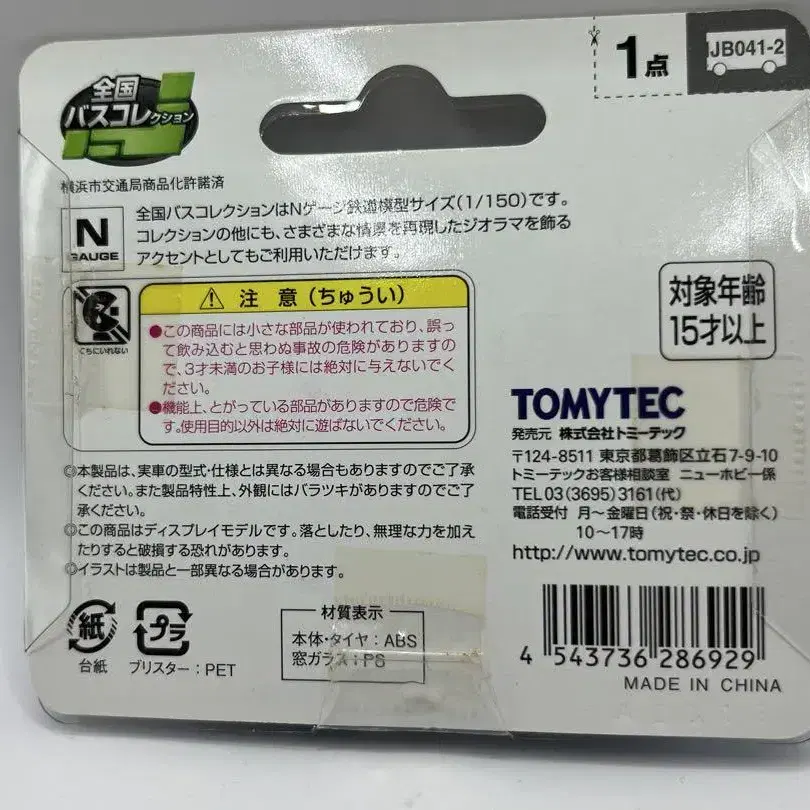 全国
バスコレクション
1点
JB041-2
横浜市交通局商品化許諾済
N
GAUGE
全国バスコレクションはNゲージ鉄道模型サイズ(1/150)です。
コレクションの他にも、さまざまな情景を再現したジオラマを飾る
アクセントとしてもご利用いただけます。
対象年齢
15才以上
くちにいれない
注意(ちゅうい)
●この商品には小さな部品が使われており、誤っ
て飲み込むと思わぬ事故の危険がありますの
で、3才未満のお子様には絶対に与えないでく
ださい。
●機能上、とがっている部品がありますので危険で
す。使用目的以外は絶対に遊ばないでください。
◎本製品は、実車の型式・仕様とは異なる場合もありますのでご了承
ください。また製品特性上、外観にはバラツキがありますのでご了
承ください。
◎この商品はディスプレイモデルです。落としたり、無理な力を加え
たりすると破損する恐れがあります。
◎イラストは製品と一部異なる場合があります。
TOMYTEC
発売元 株式会社トミーテック
〒124-8511 東京都葛飾区立石7-9-10
トミーテックお客様相談室 ニューホビー係
TEL03(3695)3161(代)
電話受付 月～金曜日(祝・祭・休日を除く)
10～17時
http://www.tomytec.co.jp
紙
台紙
プラ
ブリスター：PET
材質表示
本体・タイヤ：ABS
窓ガラス：PS
4 543736 286929
MADE IN CHINA